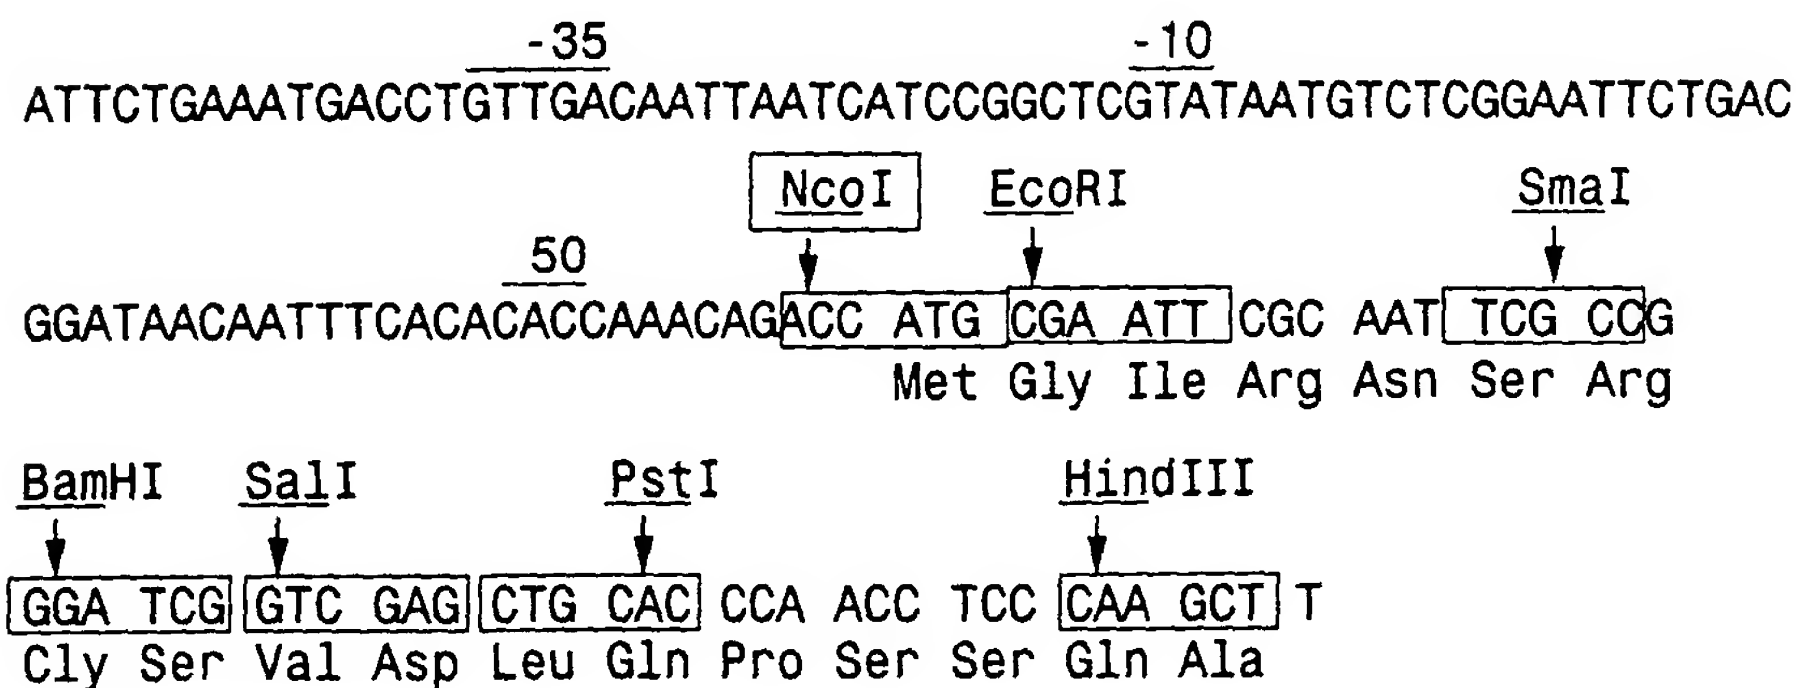 -35 -10
ATTCTGAAATGACCTGTTGACAATTAATCATCCGGCTCGTATAATGTCTCGGAATTCTGAC
NcoI EcoRI SmaI
50
GGATAACAATTTCACACACCAAACAGACC ATG CGA ATT CGC AAT TCG CCG
Met Gly Ile Arg Asn Ser Arg
BamHI SalI PstI HindIII
GGA TCG GTC GAG CTG CAC CCA ACC TCC CAA GCT T
Cly Ser Val Asp Leu Gln Pro Ser Ser Gln Ala